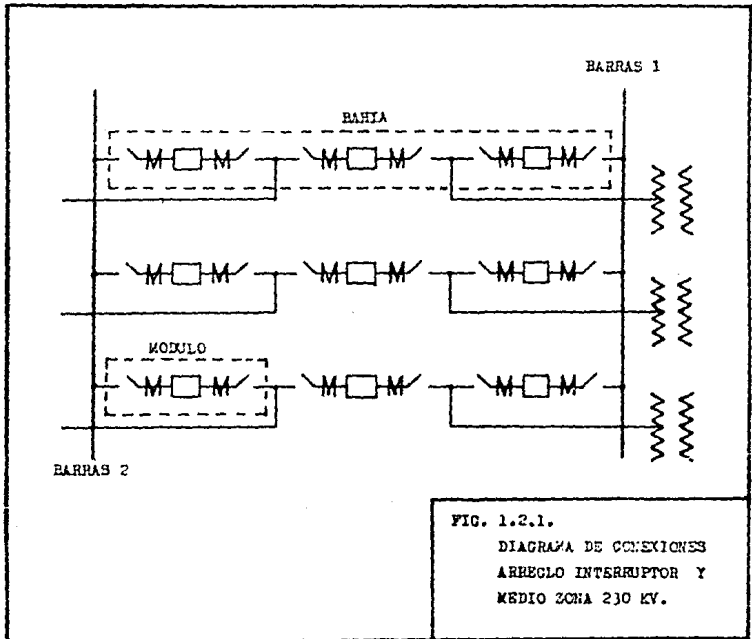 BARRAS 1
BAHIA
MODULO
BARRAS 2
FIG. 1.2.1.
DIAGRAMA DE CONEXIONES
ARREGLO INTERRUPTOR Y
MEDIO ZONA 230 KV.